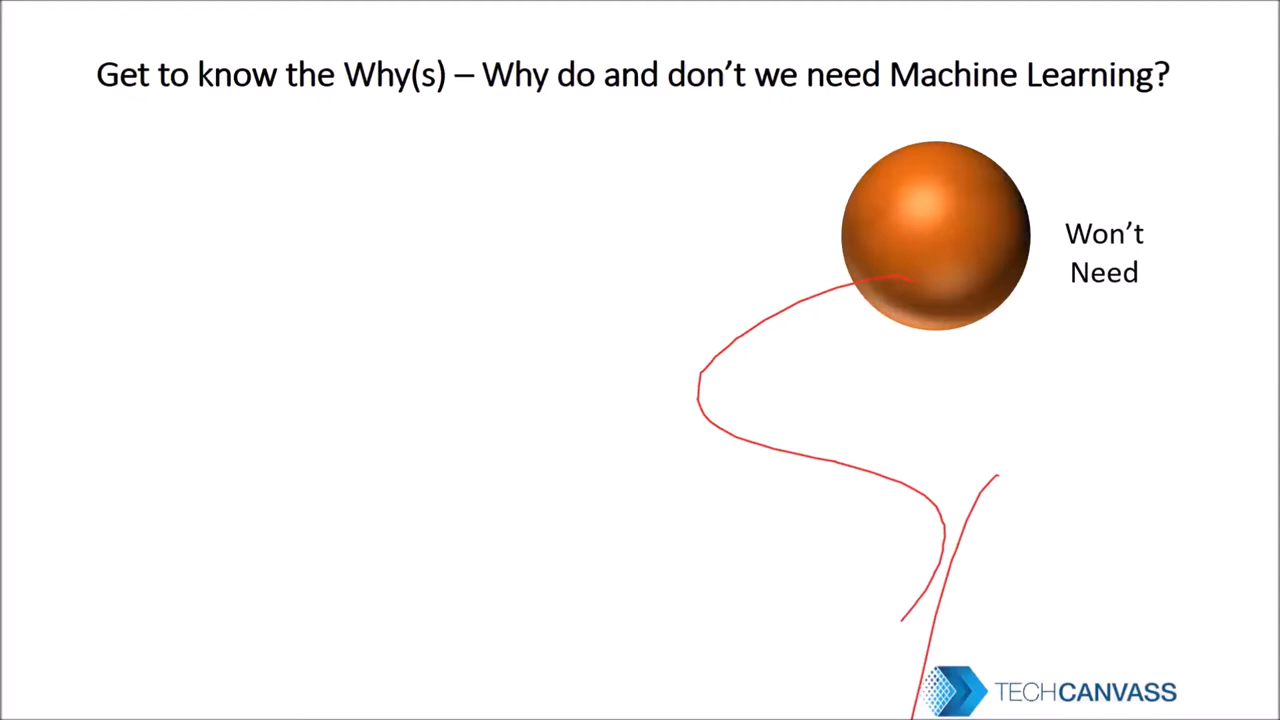 Get to know the Why(s) – Why do and don’t we need Machine Learning?
Won’t
Need
TECHCANVASS